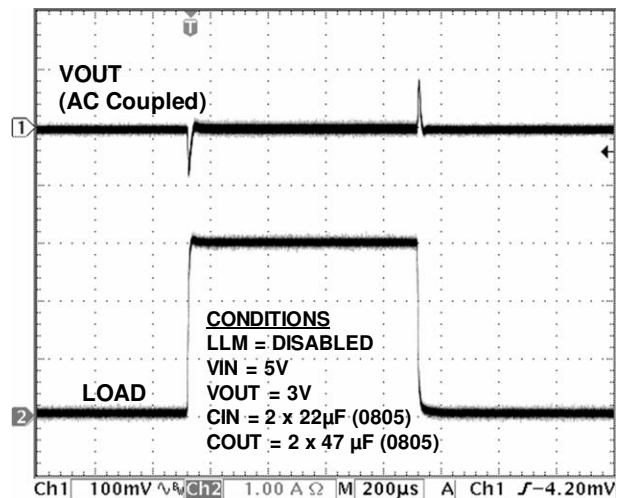 T
VOUT
(AC Coupled)
1
CONDITIONS
LLM = DISABLED
VIN = 5V
VOUT = 3V
CIN = 2 x 22µF (0805)
COUT = 2 x 47 µF (0805)
LOAD
2
Ch1 100mV ∿ BW Ch2 1.00 A Ω M 200µs A Ch1 ∫ −4.20mV